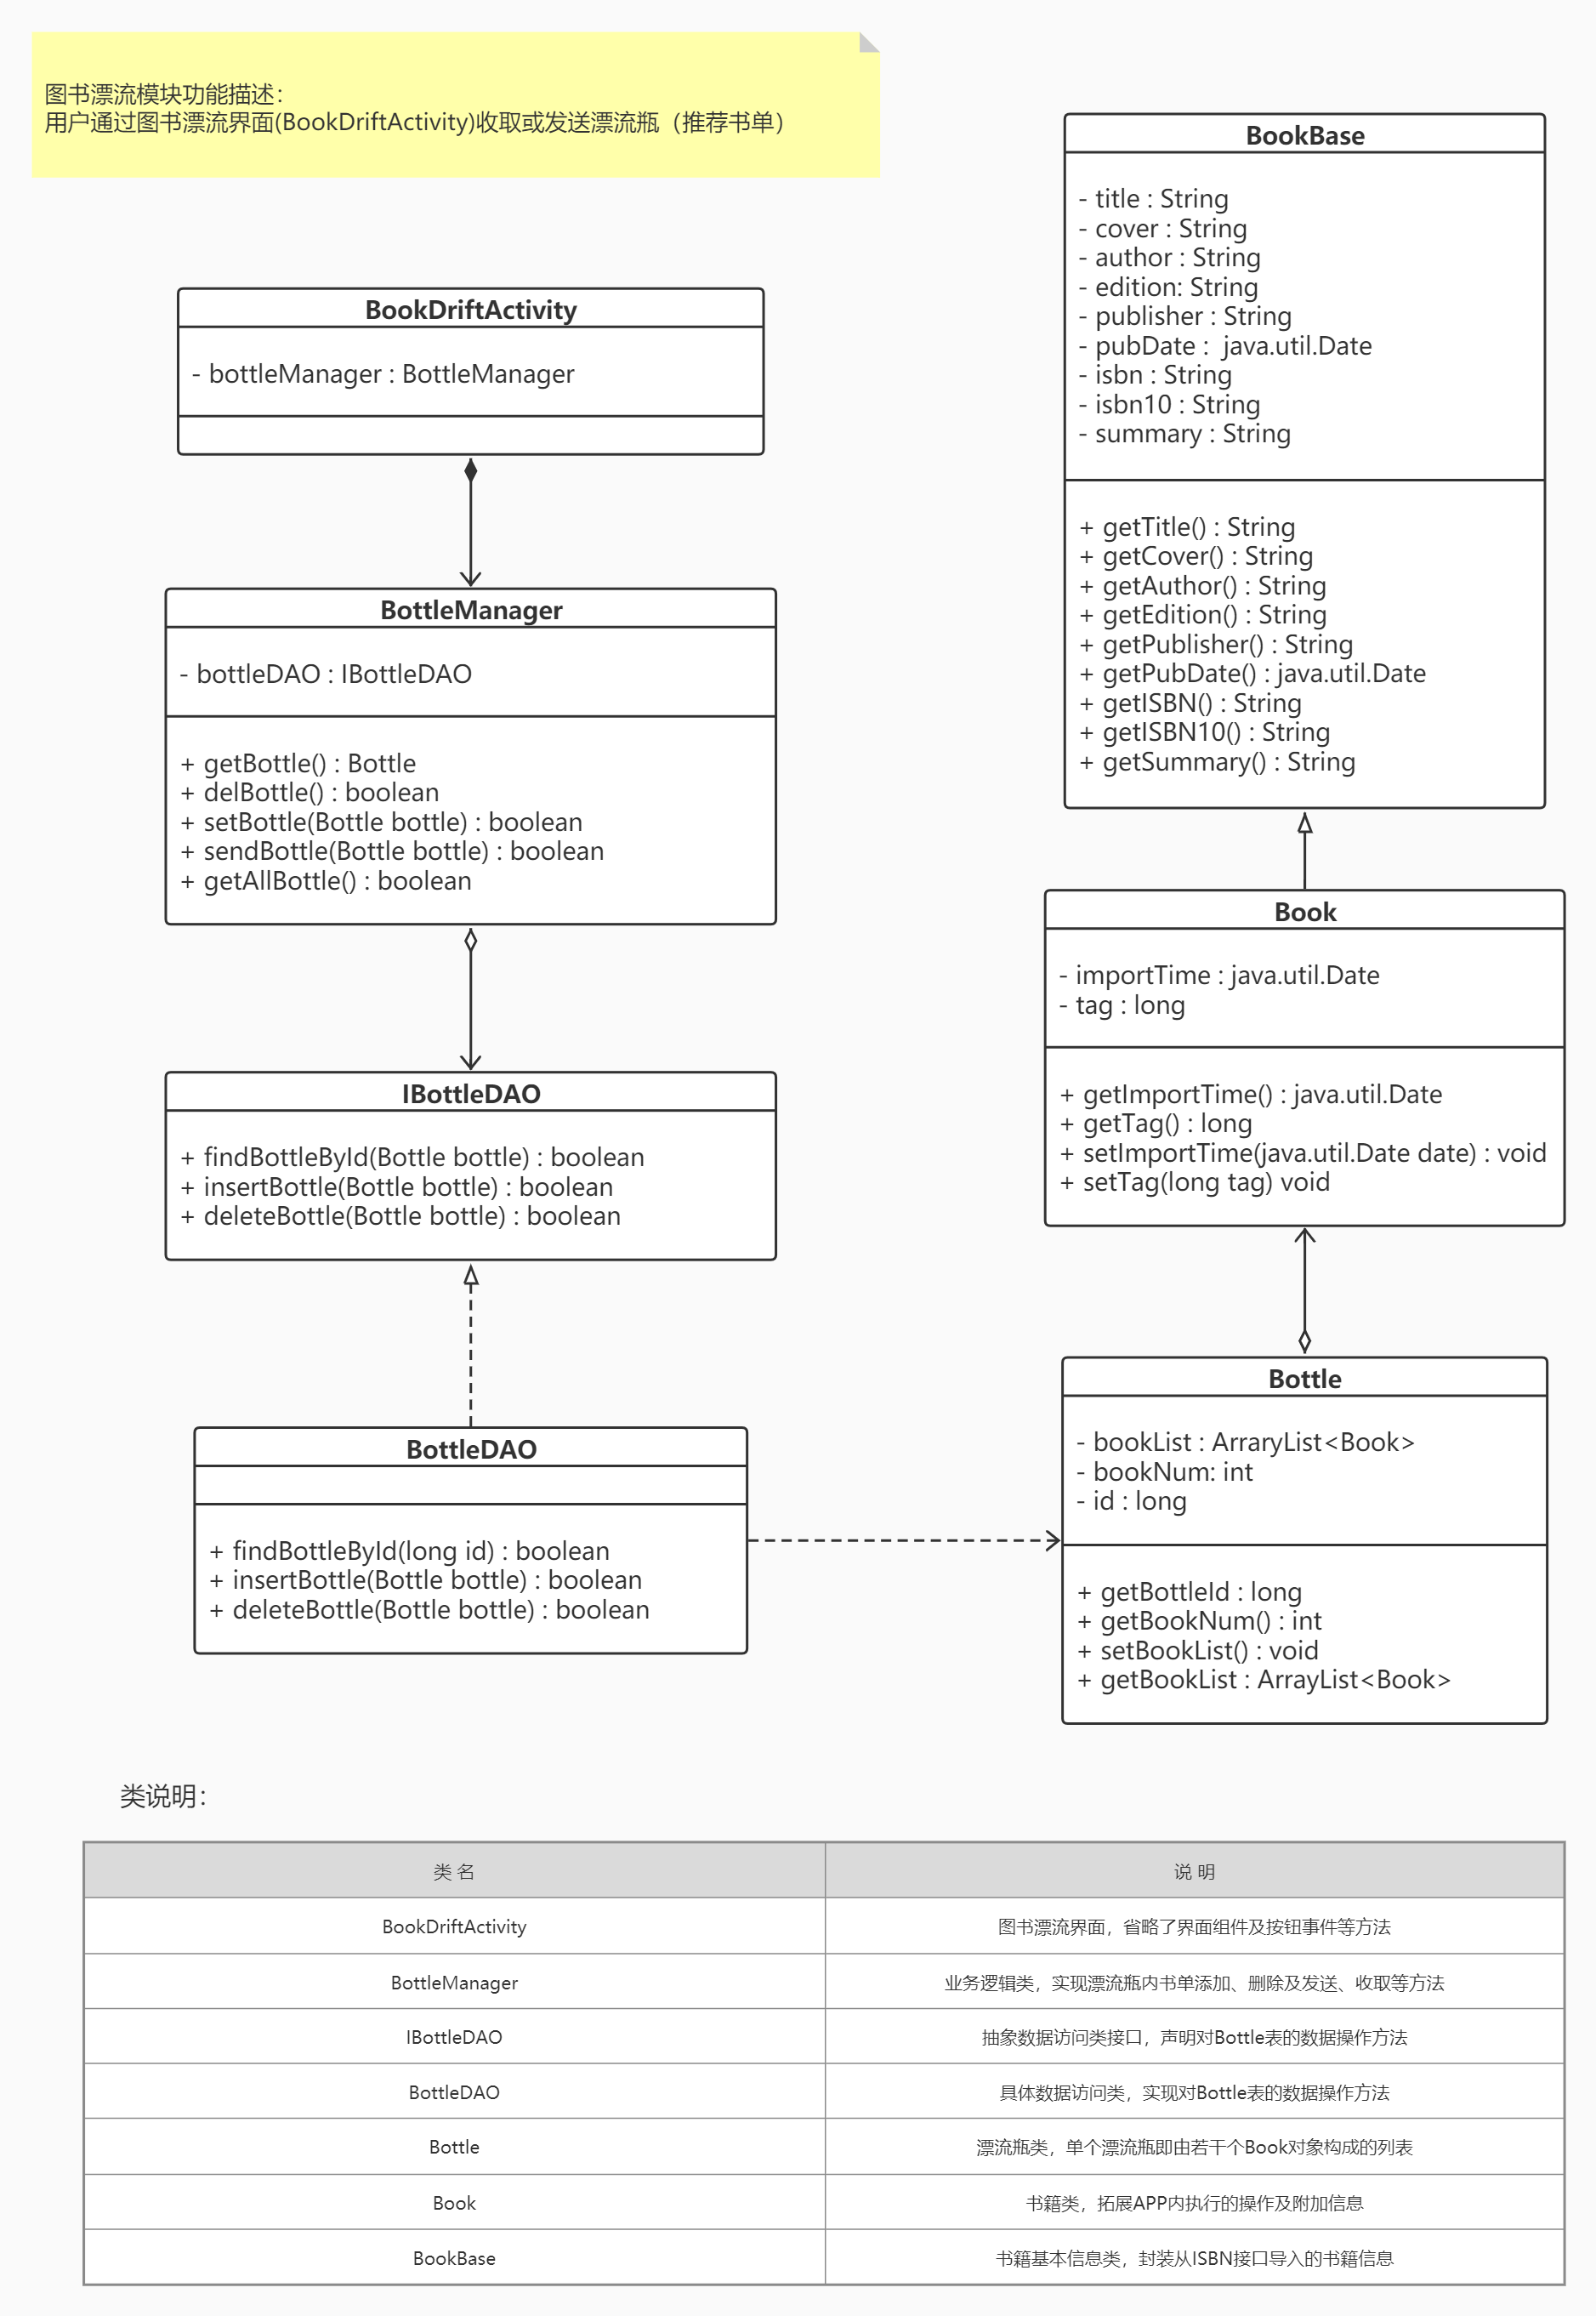 图书漂流模块功能描述：
用户通过图书漂流界面(BookDriftActivity)收取或发送漂流瓶（推荐书单）
BookDriftActivity
- bottleManager : BottleManager
BottleManager
- bottleDAO : IBottleDAO
+ getBottle() : Bottle
+ delBottle() : boolean
+ setBottle(Bottle bottle) : boolean
+ sendBottle(Bottle bottle) : boolean
+ getAllBottle() : boolean
IBottleDAO
+ findBottleById(Bottle bottle) : boolean
+ insertBottle(Bottle bottle) : boolean
+ deleteBottle(Bottle bottle) : boolean
BottleDAO
+ findBottleById(long id) : boolean
+ insertBottle(Bottle bottle) : boolean
+ deleteBottle(Bottle bottle) : boolean
BookBase
- title : String
- cover : String
- author : String
- edition: String
- publisher : String
- pubDate :  java.util.Date
- isbn : String
- isbn10 : String
- summary : String
+ getTitle() : String
+ getCover() : String
+ getAuthor() : String
+ getEdition() : String
+ getPublisher() : String
+ getPubDate() : java.util.Date
+ getISBN() : String
+ getISBN10() : String
+ getSummary() : String
Book
- importTime : java.util.Date
- tag : long
+ getImportTime() : java.util.Date
+ getTag() : long
+ setImportTime(java.util.Date date) : void
+ setTag(long tag) void
Bottle
- bookList : ArraryList<Book>
- bookNum: int
- id : long
+ getBottleId : long
+ getBookNum() : int
+ setBookList() : void
+ getBookList : ArrayList<Book>
类说明：
类 名 说 明
BookDriftActivity 图书漂流界面，省略了界面组件及按钮事件等方法
BottleManager 业务逻辑类，实现漂流瓶内书单添加、删除及发送、收取等方法
IBottleDAO 抽象数据访问类接口，声明对Bottle表的数据操作方法
BottleDAO 具体数据访问类，实现对Bottle表的数据操作方法
Bottle 漂流瓶类，单个漂流瓶即由若干个Book对象构成的列表
Book 书籍类，拓展APP内执行的操作及附加信息
BookBase 书籍基本信息类，封装从ISBN接口导入的书籍信息